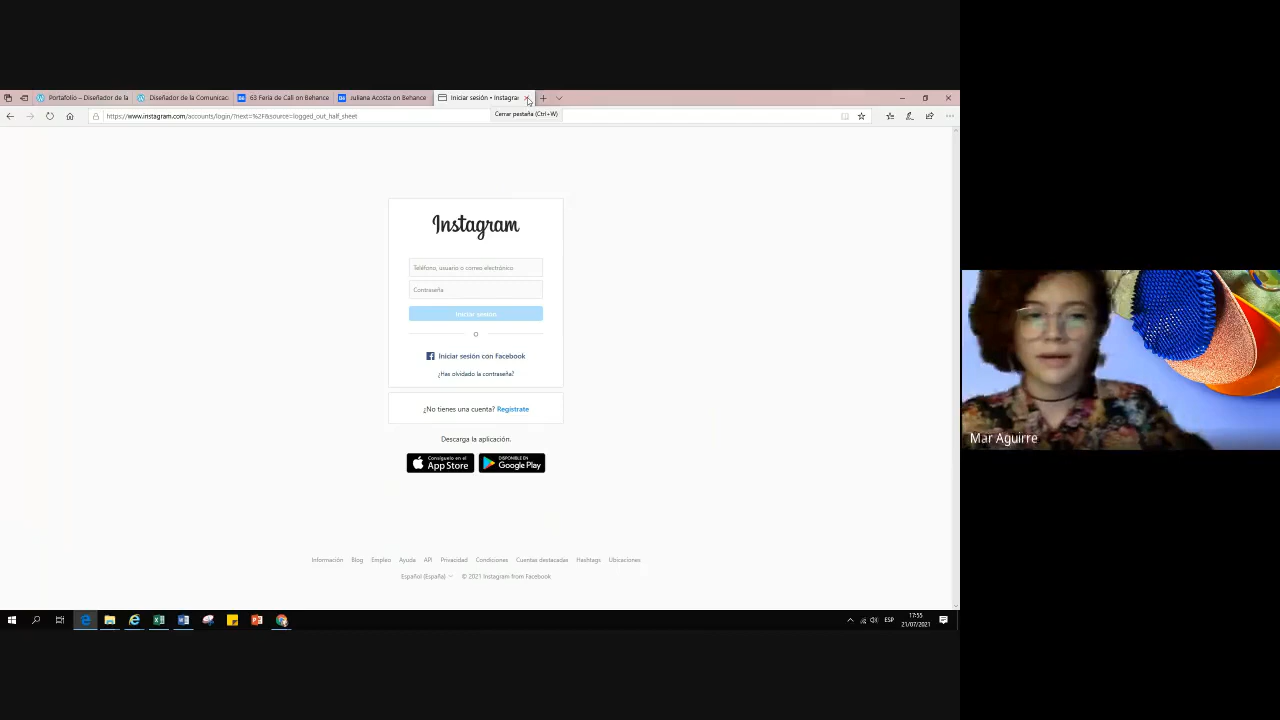 Portafolio – Diseñador de la
Diseñador de la Comunicaci
63 Feria de Cali on Behance
Juliana Acosta on Behance
Iniciar sesión • Instagra
https://www.instagram.com/accounts/login/?next=%2F&source=logged_out_half_sheet
Cerrar pestaña (Ctrl+W)
Instagram
Teléfono, usuario o correo electrónico
Contraseña
Iniciar sesión
O
Iniciar sesión con Facebook
¿Has olvidado la contraseña?
¿No tienes una cuenta? Regístrate
Descarga la aplicación.
Consíguelo en el App Store
DISPONIBLE EN Google Play
Mar Aguirre
Información Blog Empleo Ayuda API Privacidad Condiciones Cuentas destacadas Hashtags Ubicaciones
Español (España) © 2021 Instagram from Facebook
ESP
17:55
21/07/2021